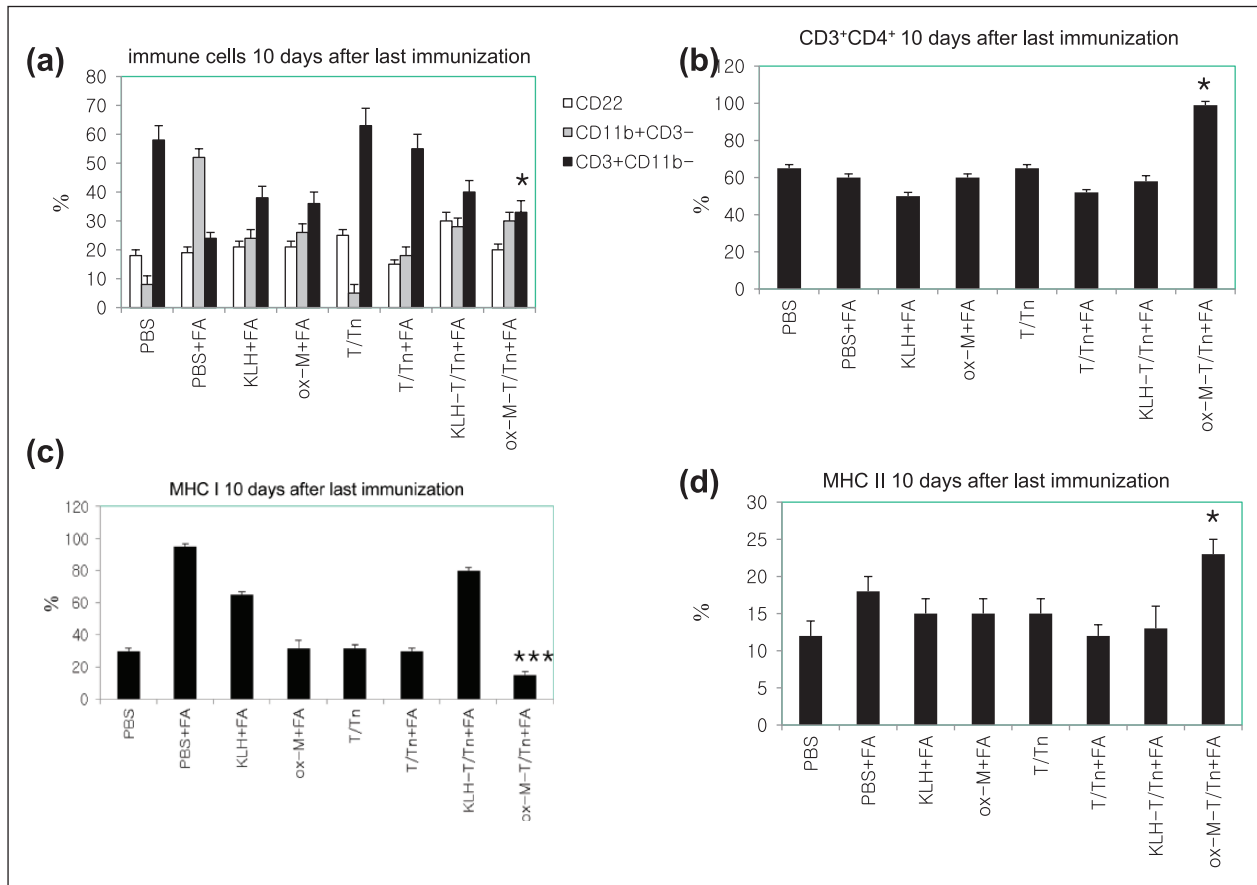 (a)
immune cells 10 days after last immunization
80
70
60
50
40
30
20
10
0
%
CD22
CD11b+CD3-
CD3+CD11b-
*
PBS
PBS+FA
KLH+FA
ox-M+FA
T/Tn
T/Tn+FA
KLH-T/Tn+FA
ox-M-T/Tn+FA
(b)
CD3⁺CD4⁺ 10 days after last immunization
120
100
80
60
40
20
0
%
*
PBS
PBS+FA
KLH+FA
ox-M+FA
T/Tn
T/Tn+FA
KLH-T/Tn+FA
ox-M-T/Tn+FA
(c)
MHC I 10 days after last immunization
120
100
80
60
40
20
0
%
***
PBS
PBS+FA
KLH+FA
ox-M+FA
T/Tn
T/Tn+FA
KLH-T/Tn+FA
ox-M-T/Tn+FA
(d)
MHC II 10 days after last immunization
30
25
20
15
10
5
0
%
*
PBS
PBS+FA
KLH+FA
ox-M+FA
T/Tn
T/Tn+FA
KLH-T/Tn+FA
ox-M-T/Tn+FA